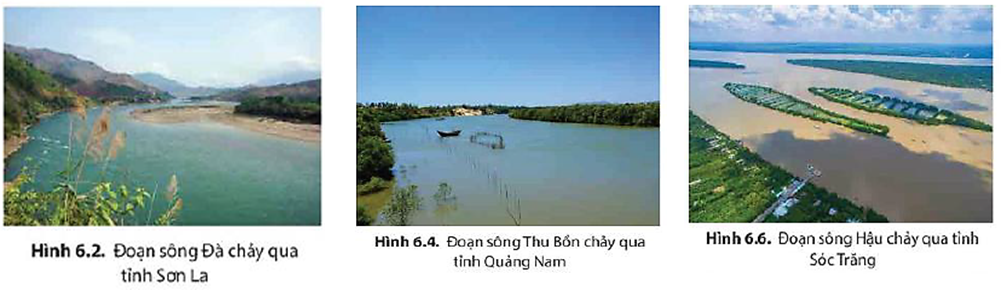 Hình 6.2. Đoạn sông Đà chảy qua
tỉnh Sơn La
Hình 6.4. Đoạn sông Thu Bồn chảy qua
tỉnh Quảng Nam
Hình 6.6. Đoạn sông Hậu chảy qua tỉnh
Sóc Trăng